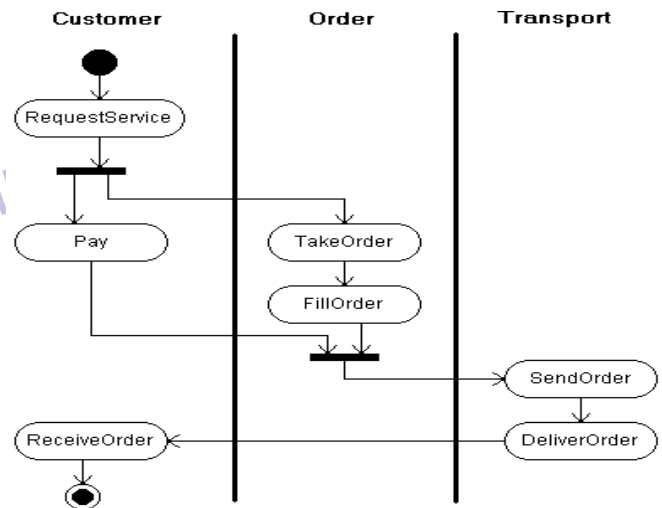 Customer Order Transport
RequestService
Pay TakeOrder
FillOrder
SendOrder
ReceiveOrder DeliverOrder